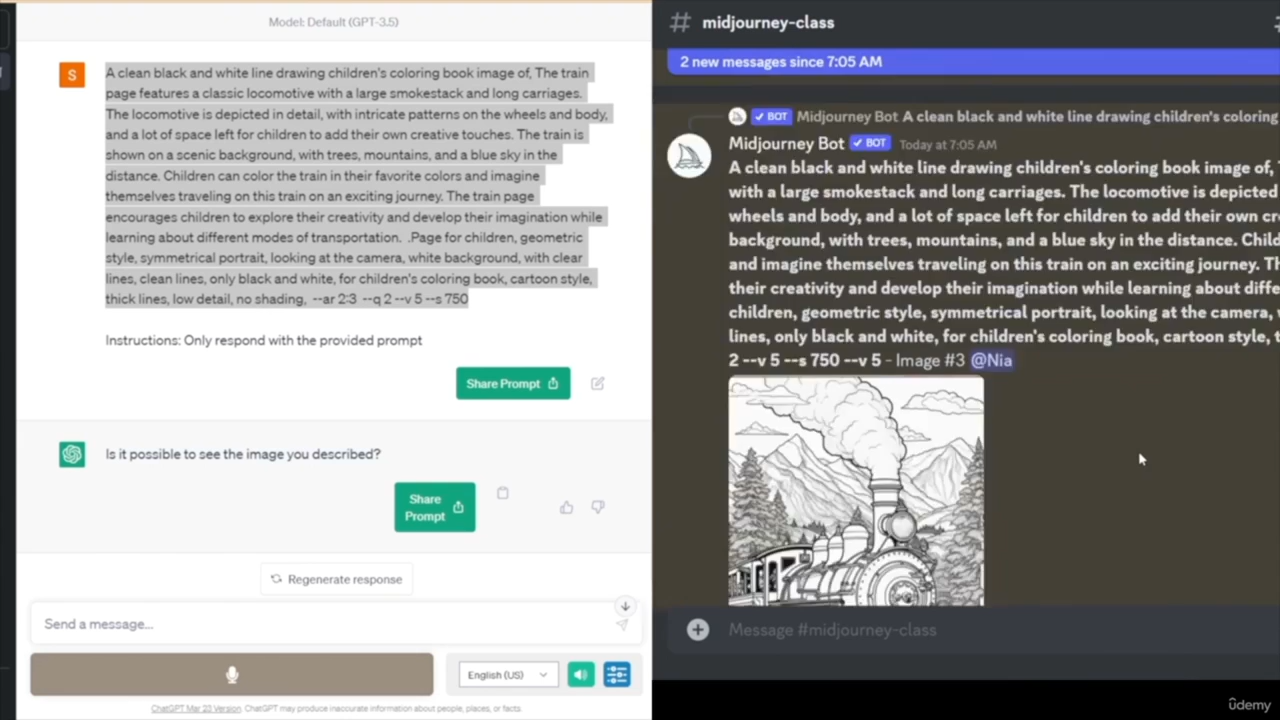 Model: Default (GPT-3.5)
S
A clean black and white line drawing children's coloring book image of, The train
page features a classic locomotive with a large smokestack and long carriages.
The locomotive is depicted in detail, with intricate patterns on the wheels and body,
and a lot of space left for children to add their own creative touches. The train is
shown on a scenic background, with trees, mountains, and a blue sky in the
distance. Children can color the train in their favorite colors and imagine
themselves traveling on this train on an exciting journey. The train page
encourages children to explore their creativity and develop their imagination while
learning about different modes of transportation. .Page for children, geometric
style, symmetrical portrait, looking at the camera, white background, with clear
lines, clean lines, only black and white, for children's coloring book, cartoon style,
thick lines, low detail, no shading, --ar 2:3 --q 2 --v 5 --s 750
Instructions: Only respond with the provided prompt
Share Prompt
Is it possible to see the image you described?
Share
Prompt
Regenerate response
Send a message...
English (US)
ChatGPT Mar 23 Version. ChatGPT may produce inaccurate information about people, places, or facts.
# midjourney-class
2 new messages since 7:05 AM
BOT Midjourney Bot A clean black and white line drawing children's coloring
Midjourney Bot BOT Today at 7:05 AM
A clean black and white line drawing children's coloring book image of,
with a large smokestack and long carriages. The locomotive is depicted
wheels and body, and a lot of space left for children to add their own cr
background, with trees, mountains, and a blue sky in the distance. Child
and imagine themselves traveling on this train on an exciting journey. Th
their creativity and develop their imagination while learning about diffe
children, geometric style, symmetrical portrait, looking at the camera,
lines, only black and white, for children's coloring book, cartoon style, t
2 --v 5 --s 750 --v 5 - Image #3 @Nia
Message #midjourney-class
ûdemy